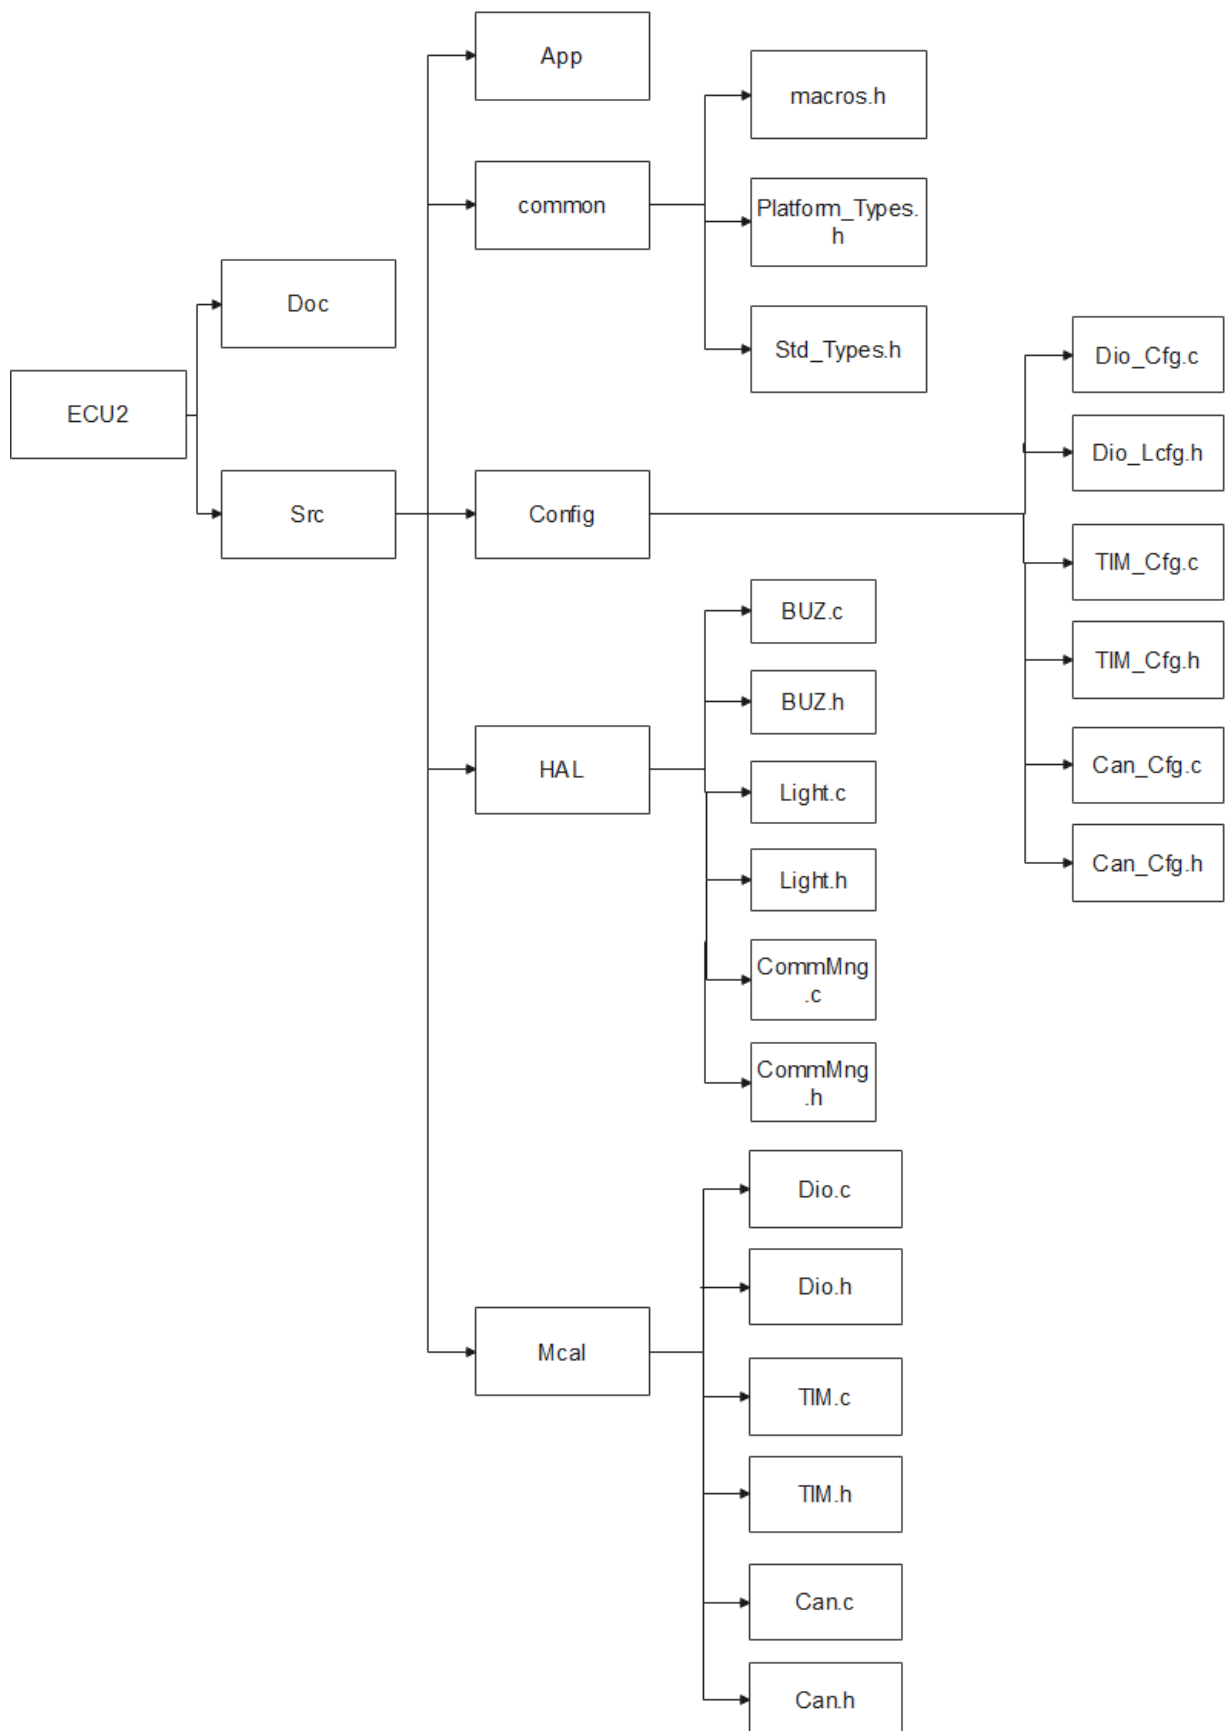 App
macros.h
common
Platform_Types.
h
Doc
Std_Types.h
Dio_Cfg.c
ECU2
Dio_Lcfg.h
Src
Config
TIM_Cfg.c
BUZ.c
TIM_Cfg.h
BUZ.h
HAL
Can_Cfg.c
Light.c
Can_Cfg.h
Light.h
CommMng
.c
CommMng
.h
Dio.c
Dio.h
Mcal
TIM.c
TIM.h
Can.c
Can.h